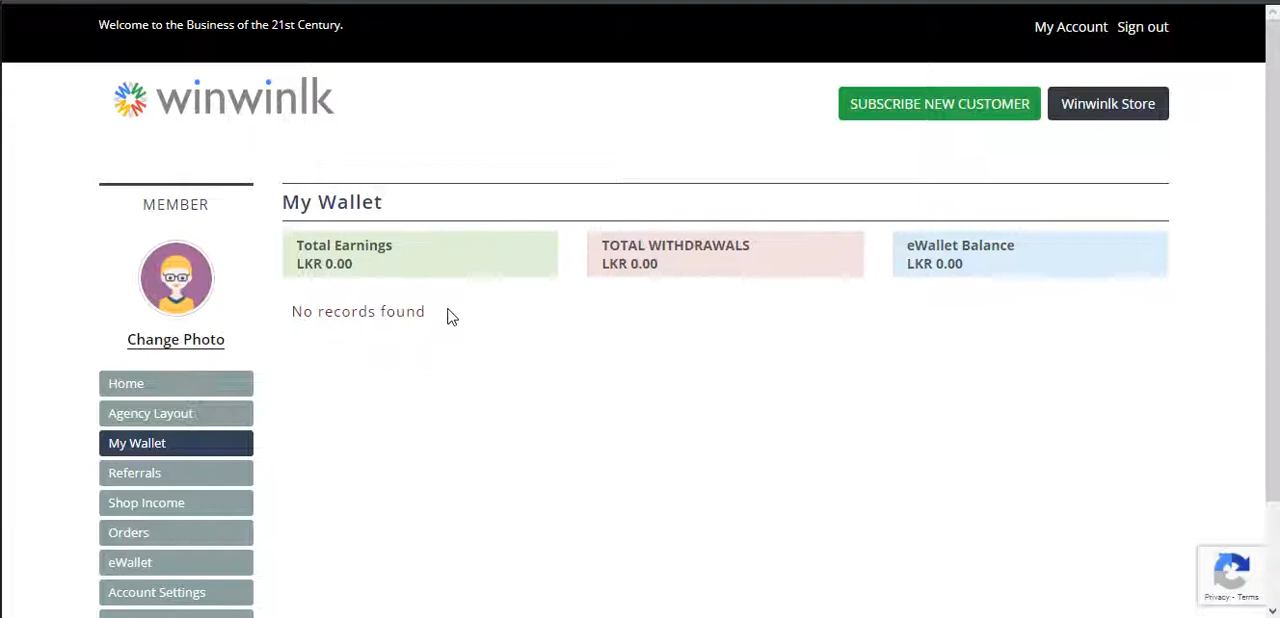 Welcome to the Business of the 21st Century.
My Account Sign out
winwinlk
SUBSCRIBE NEW CUSTOMER
Winwinlk Store
MEMBER
Change Photo
Home
Agency Layout
My Wallet
Referrals
Shop Income
Orders
eWallet
Account Settings
My Wallet
Total Earnings
LKR 0.00
TOTAL WITHDRAWALS
LKR 0.00
eWallet Balance
LKR 0.00
No records found
Privacy - Terms